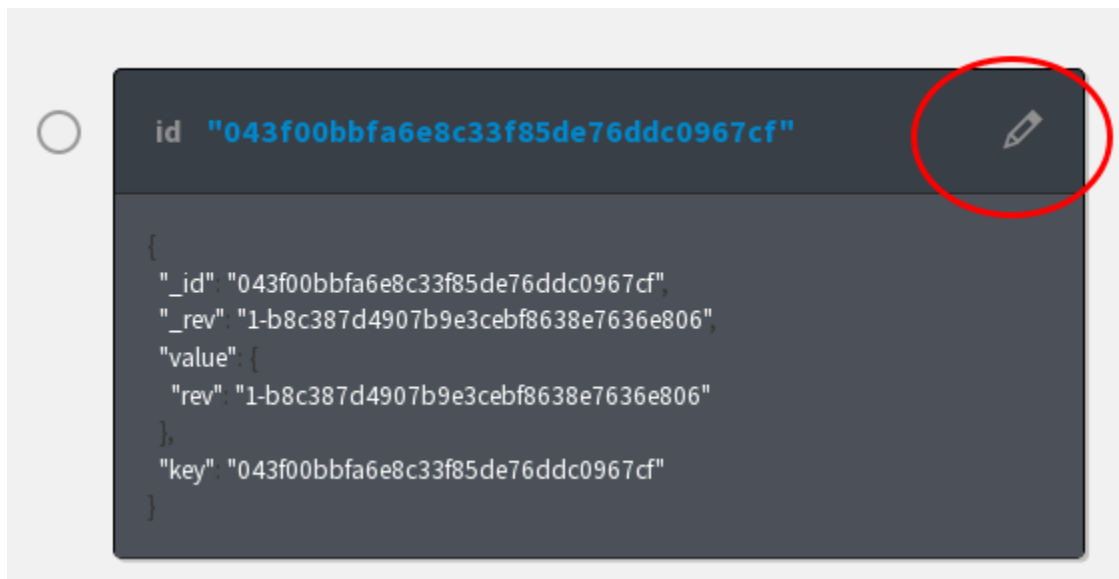 id "043f00bbfa6e8c33f85de76ddc0967cf"
{
"_id": "043f00bbfa6e8c33f85de76ddc0967cf",
"_rev": "1-b8c387d4907b9e3cebf8638e7636e806",
"value": {
"rev": "1-b8c387d4907b9e3cebf8638e7636e806"
},
"key": "043f00bbfa6e8c33f85de76ddc0967cf"
}